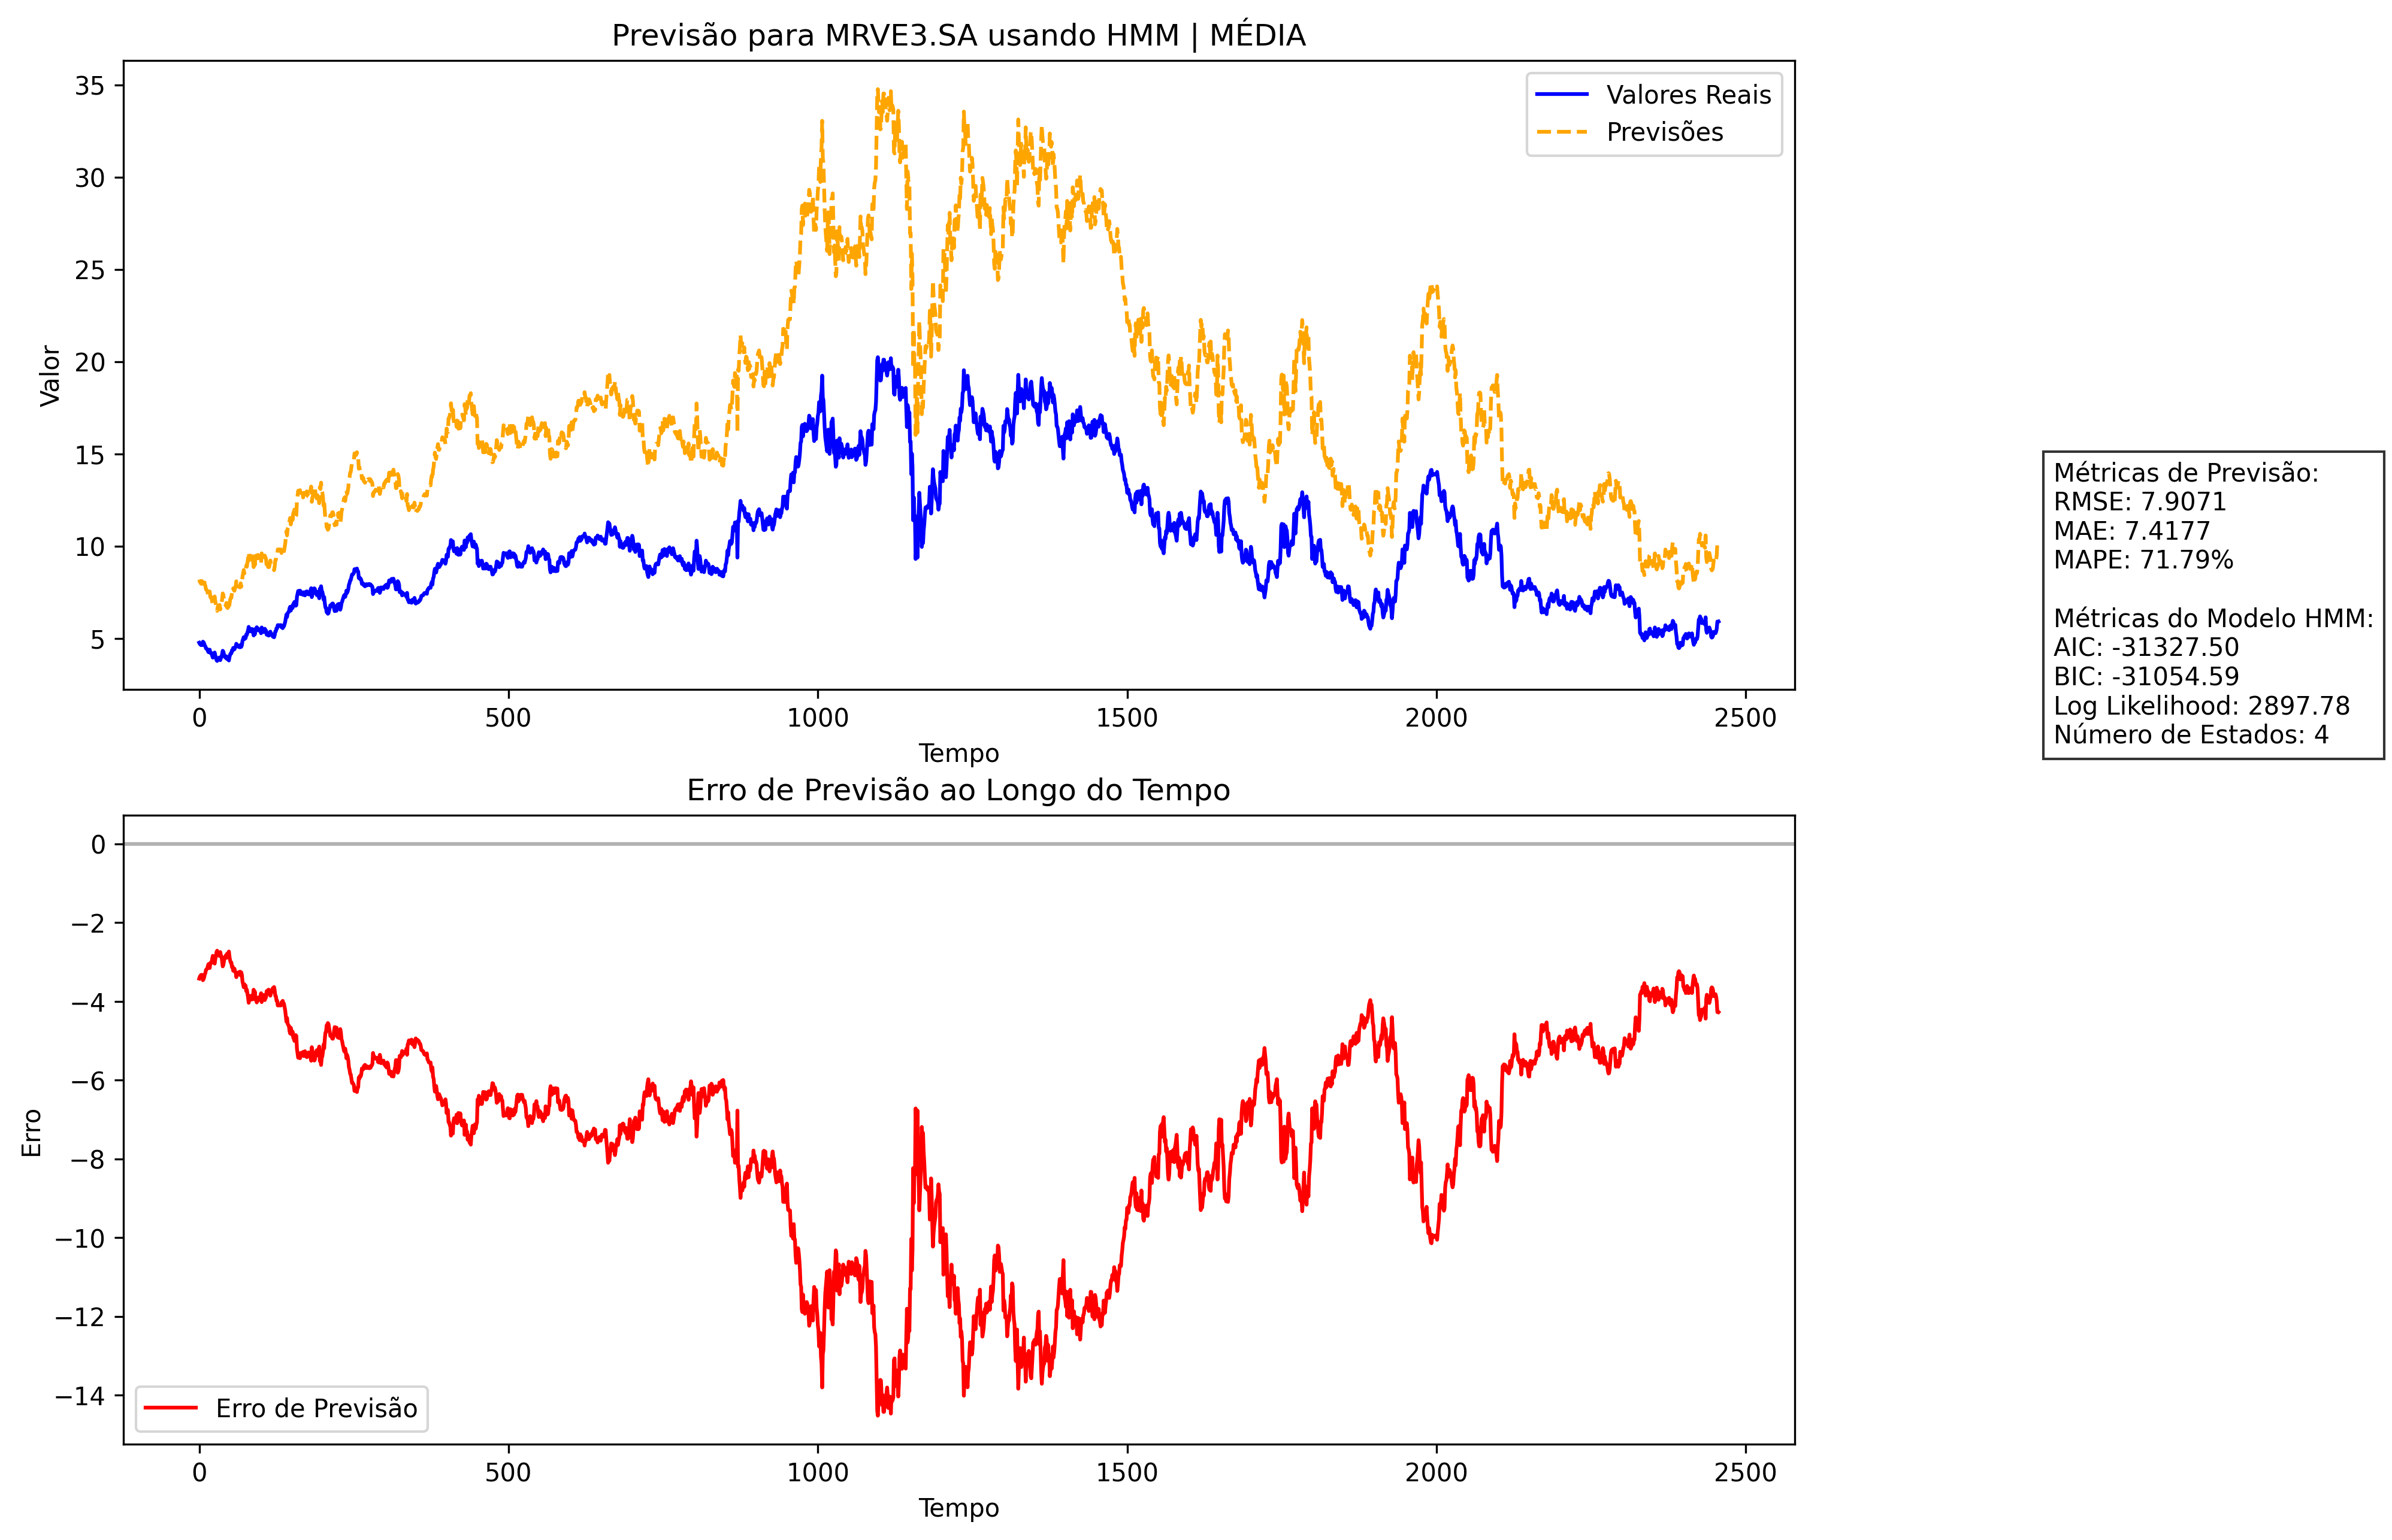 Previsão para MRVE3.SA usando HMM | MÉDIA
Valor
35
30
25
20
15
10
5
Valores Reais
Previsões
0 500 1000 1500 2000 2500
Tempo
Métricas de Previsão:
RMSE: 7.9071
MAE: 7.4177
MAPE: 71.79%
Métricas do Modelo HMM:
AIC: -31327.50
BIC: -31054.59
Log Likelihood: 2897.78
Número de Estados: 4
Erro de Previsão ao Longo do Tempo
Erro
0
−2
−4
−6
−8
−10
−12
−14
Erro de Previsão
0 500 1000 1500 2000 2500
Tempo